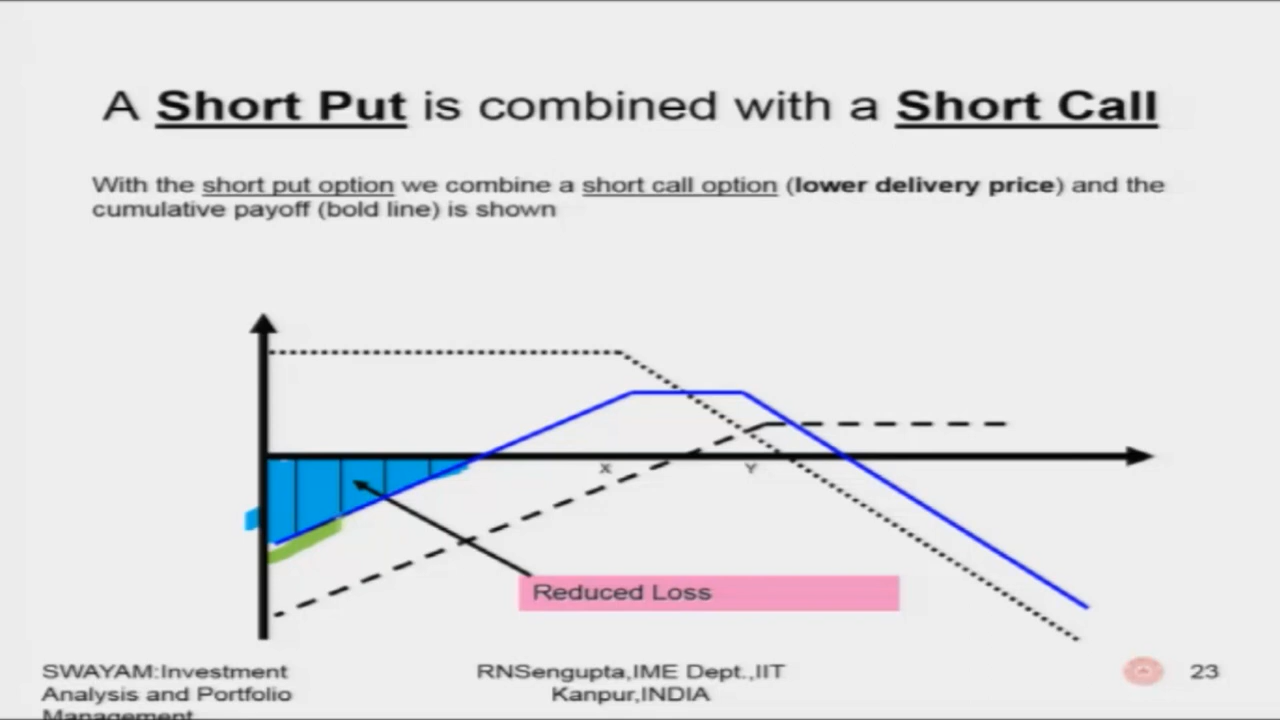 A Short Put is combined with a Short Call
With the short put option we combine a short call option (lower delivery price) and the
cumulative payoff (bold line) is shown
X
Y
Reduced Loss
SWAYAM:Investment
Analysis and Portfolio
Management
RNSengupta,IME Dept.,IIT
Kanpur,INDIA
23